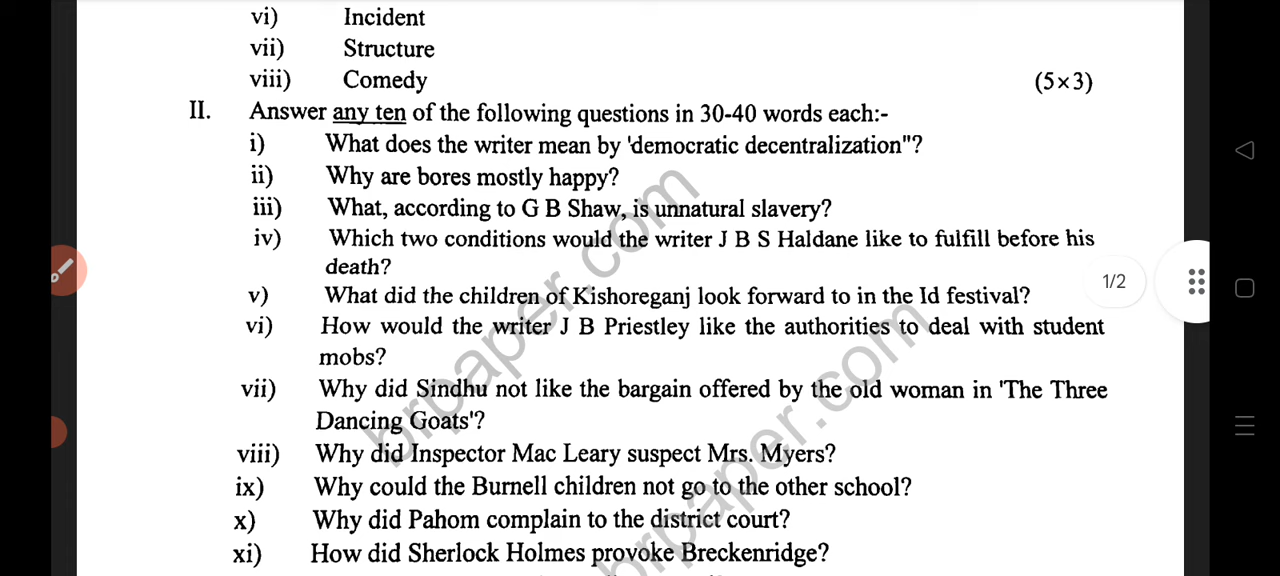 vi) Incident
vii) Structure
viii) Comedy (5×3)
II. Answer any ten of the following questions in 30-40 words each:-
i) What does the writer mean by 'democratic decentralization"?
ii) Why are bores mostly happy?
iii) What, according to G B Shaw, is unnatural slavery?
iv) Which two conditions would the writer J B S Haldane like to fulfill before his
death?
1/2
v) What did the children of Kishoreganj look forward to in the Id festival?
vi) How would the writer J B Priestley like the authorities to deal with student
mobs?
vii) Why did Sindhu not like the bargain offered by the old woman in 'The Three
Dancing Goats'?
viii) Why did Inspector Mac Leary suspect Mrs. Myers?
ix) Why could the Burnell children not go to the other school?
x) Why did Pahom complain to the district court?
xi) How did Sherlock Holmes provoke Breckenridge?
brpaper.com
brpaper.com